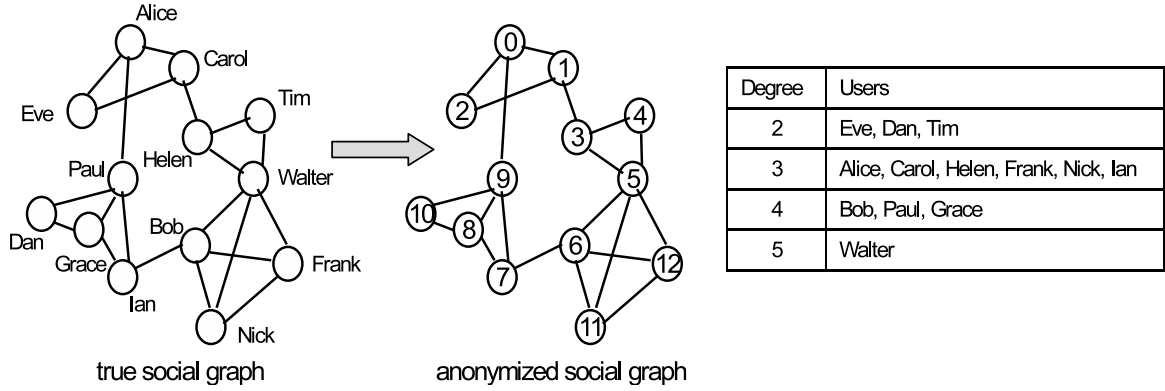 Alice
Carol
Eve
Tim
Helen
Paul
Walter
Dan
Bob
Grace
Frank
Ian
Nick
true social graph
0
1
2
4
3
9
5
10
8
6
7
12
11
anonymized social graph
Degree Users
2 Eve, Dan, Tim
3 Alice, Carol, Helen, Frank, Nick, Ian
4 Bob, Paul, Grace
5 Walter